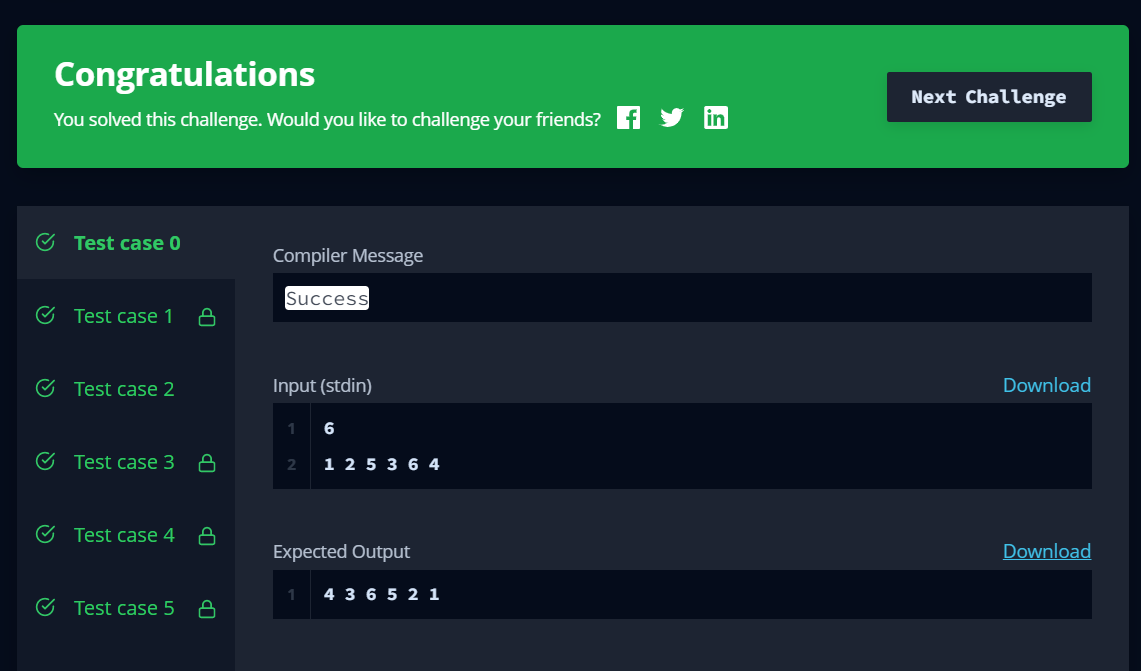 Congratulations
You solved this challenge. Would you like to challenge your friends?
Next Challenge
Test case 0
Test case 1
Test case 2
Test case 3
Test case 4
Test case 5
Compiler Message
Success
Input (stdin)
Download
1 6
2 1 2 5 3 6 4
Expected Output
Download
1 4 3 6 5 2 1